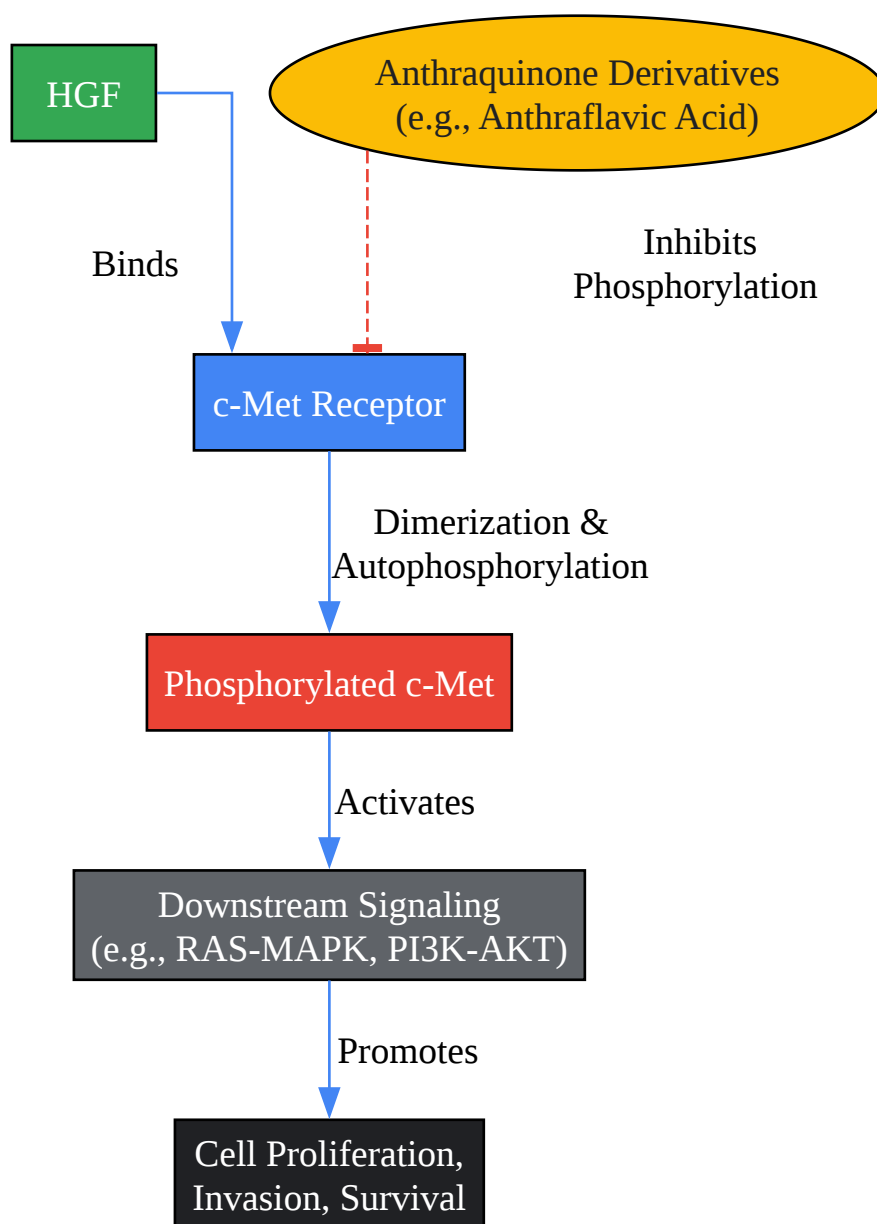 HGF
Anthraquinone Derivatives
(e.g., Anthraflavic Acid)
Binds
Inhibits
Phosphorylation
c-Met Receptor
Dimerization &
Autophosphorylation
Phosphorylated c-Met
Activates
Downstream Signaling
(e.g., RAS-MAPK, PI3K-AKT)
Promotes
Cell Proliferation,
Invasion, Survival